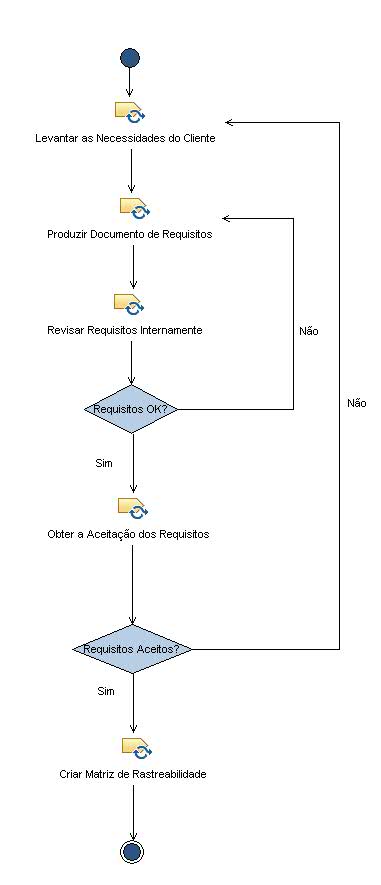 Levantar as Necessidades do Cliente
Produzir Documento de Requisitos
Revisar Requisitos Internamente
Não
Requisitos OK?
Não
Sim
Obter a Aceitação dos Requisitos
Requisitos Aceitos?
Sim
Criar Matriz de Rastreabilidade